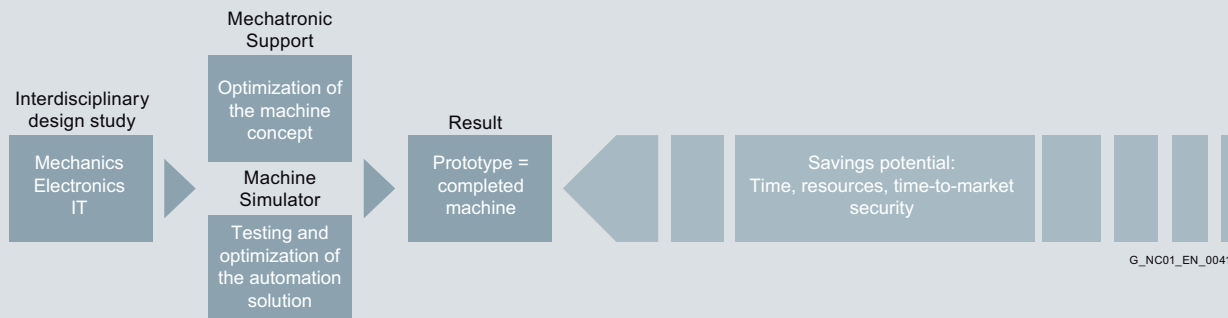 Interdisciplinary
design study
Mechanics
Electronics
IT
Mechatronic
Support
Optimization of
the machine
concept
Machine
Simulator
Testing and
optimization of
the automation
solution
Result
Prototype =
completed
machine
Savings potential:
Time, resources, time-to-market
security
G_NC01_EN_0041